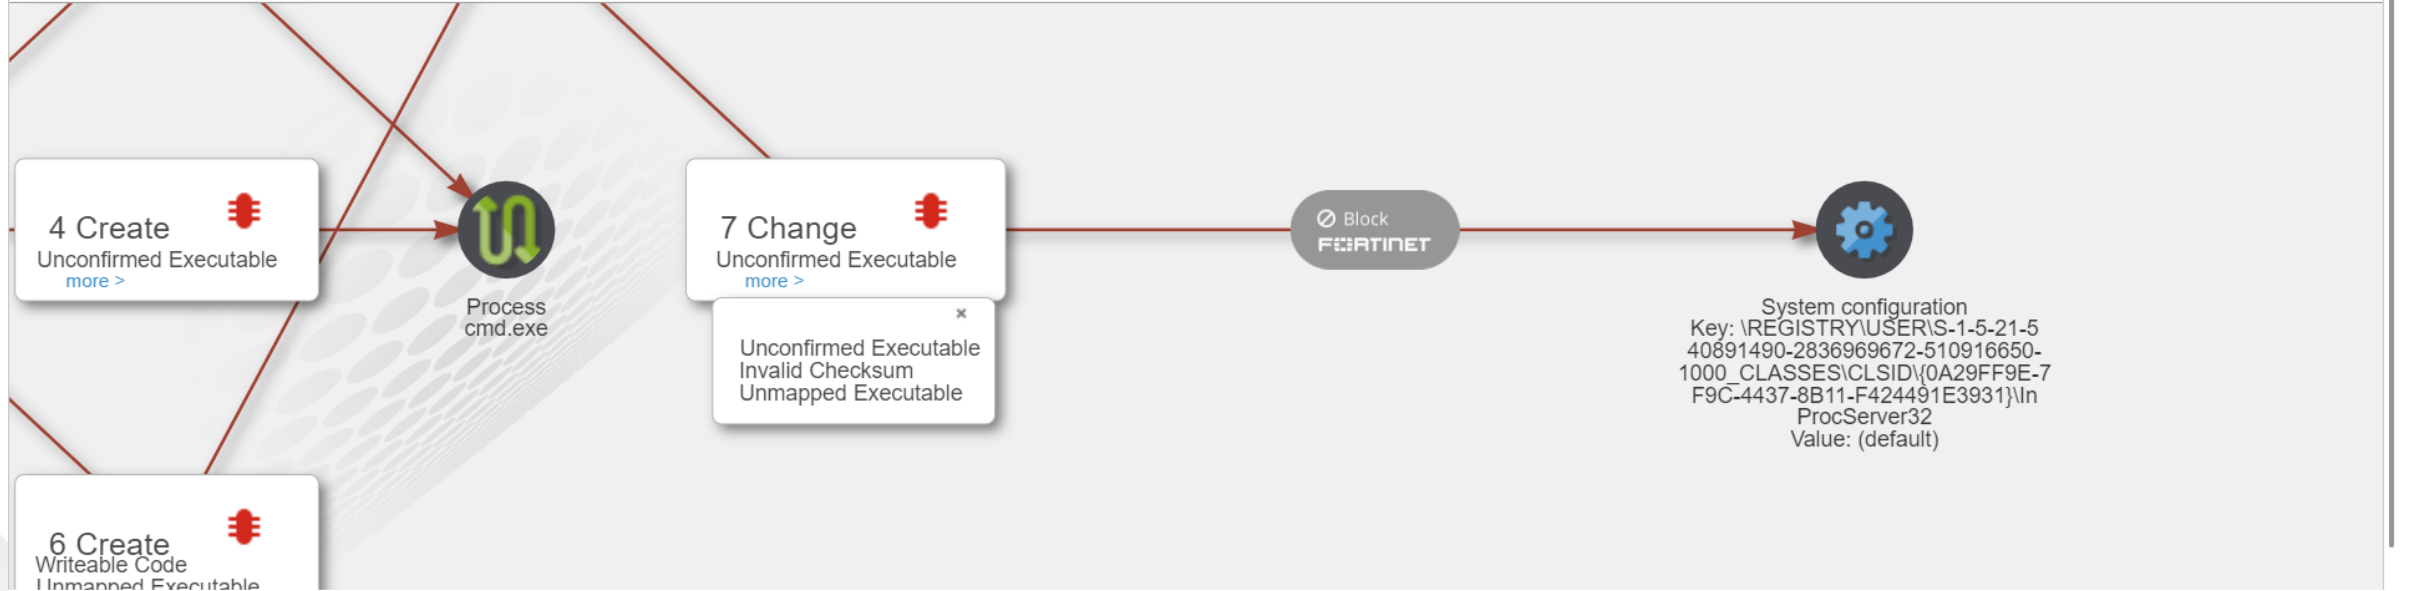 4 Create
Unconfirmed Executable
more >
Process
cmd.exe
7 Change
Unconfirmed Executable
more >
×
Unconfirmed Executable
Invalid Checksum
Unmapped Executable
Block
FORTINET
System configuration
Key: \REGISTRY\USER\S-1-5-21-5
40891490-2836969672-510916650-
1000_CLASSES\CLSID\{0A29FF9E-7
F9C-4437-8B11-F424491E3931}\In
ProcServer32
Value: (default)
6 Create
Writeable Code
Unmapped Executable